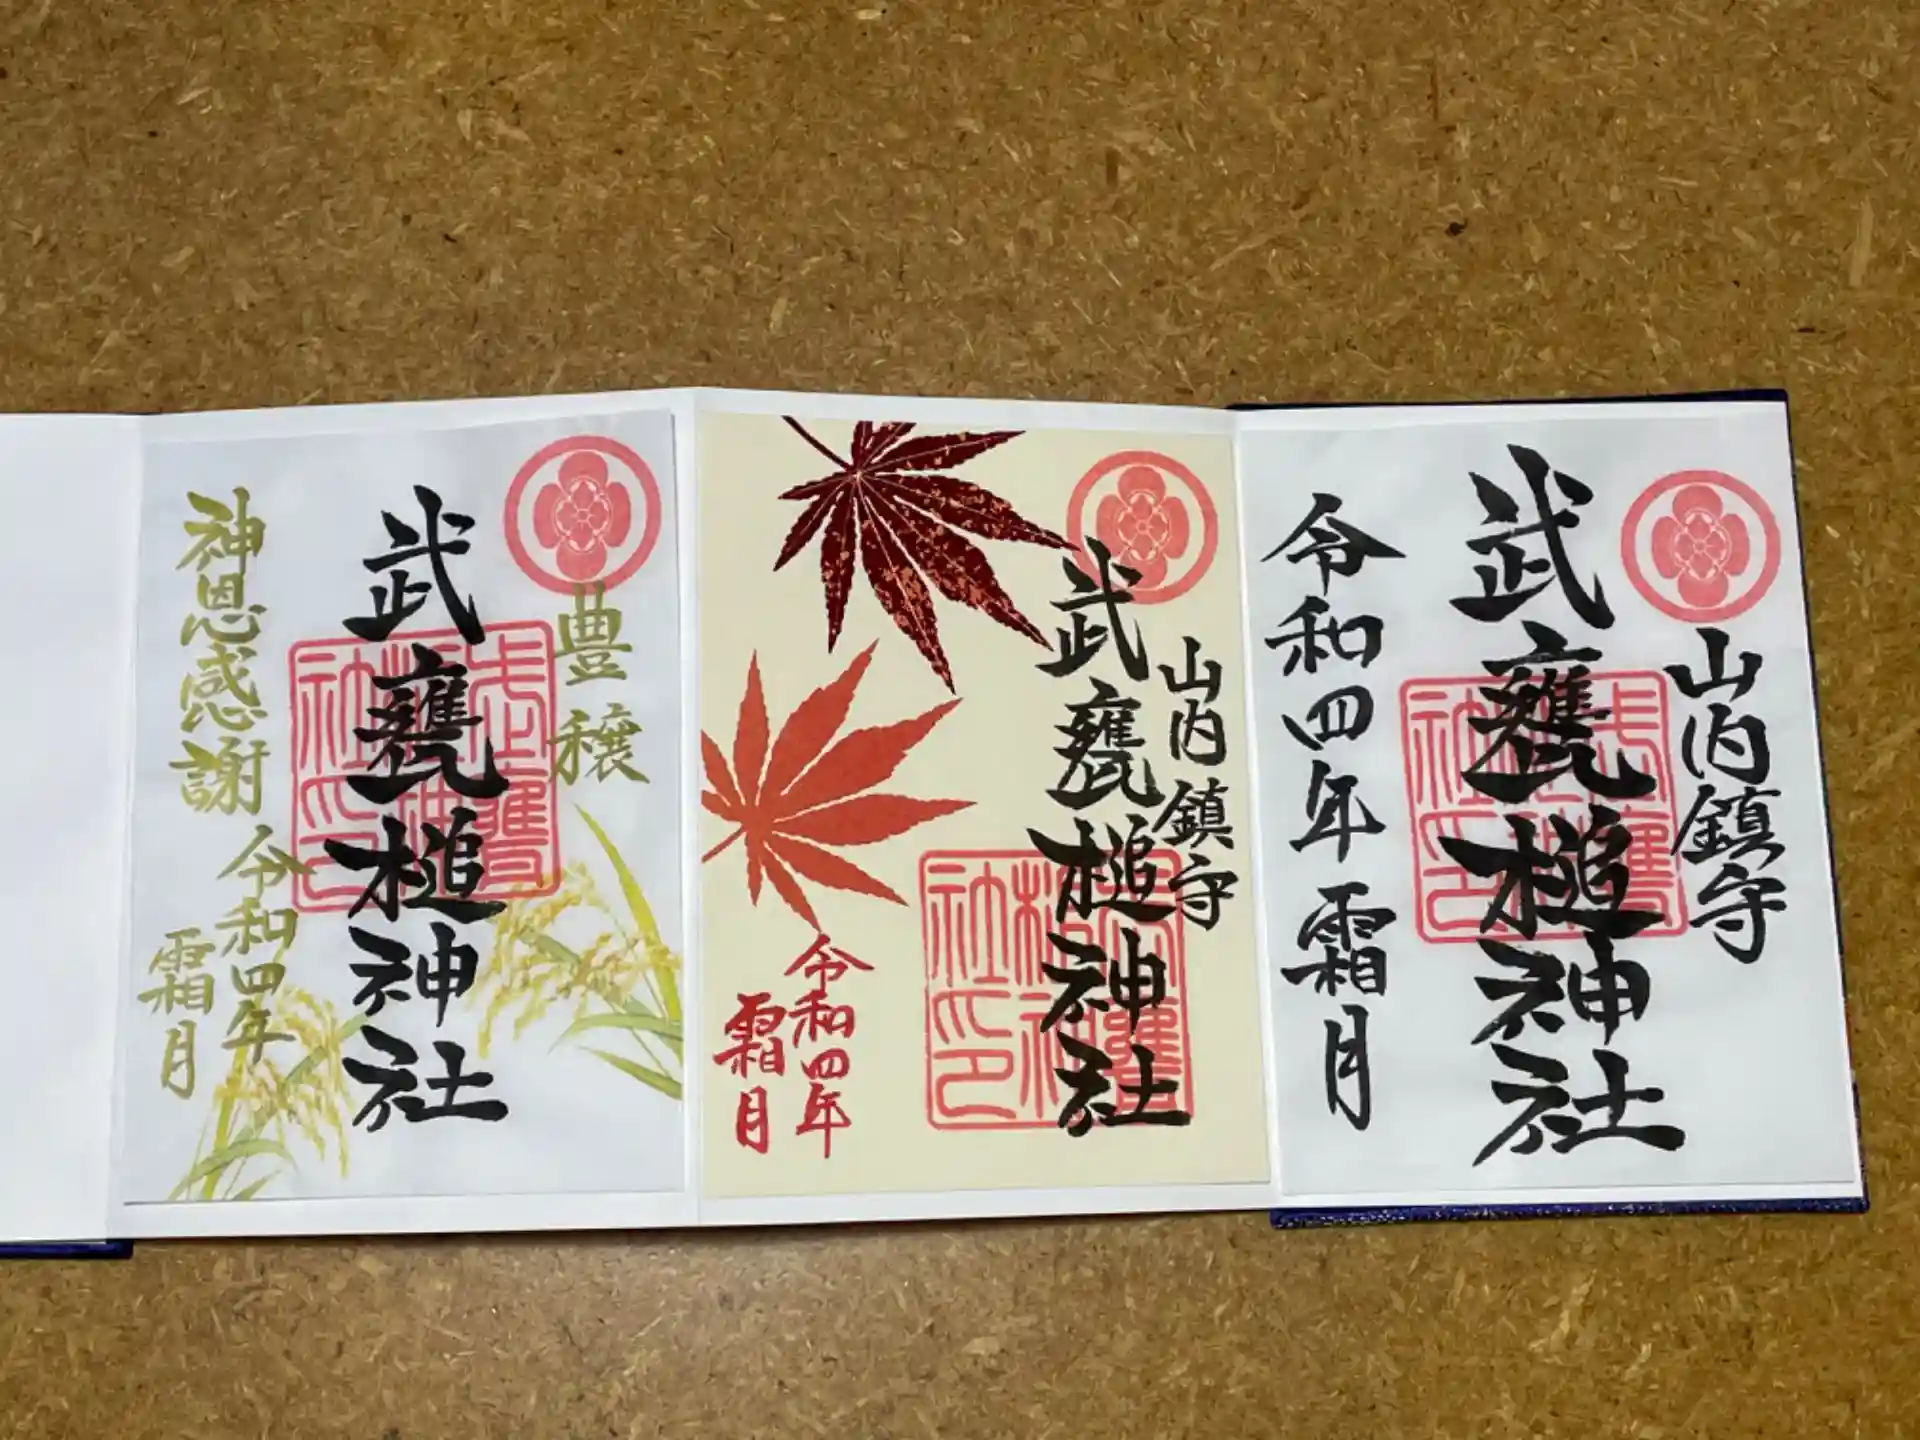 山内鎮守
武甕槌神社
令和四年霜月
山内鎮守
武甕槌神社
令和四年
霜月
豊穣
武甕槌神社
神恩感謝
令和四年
霜月